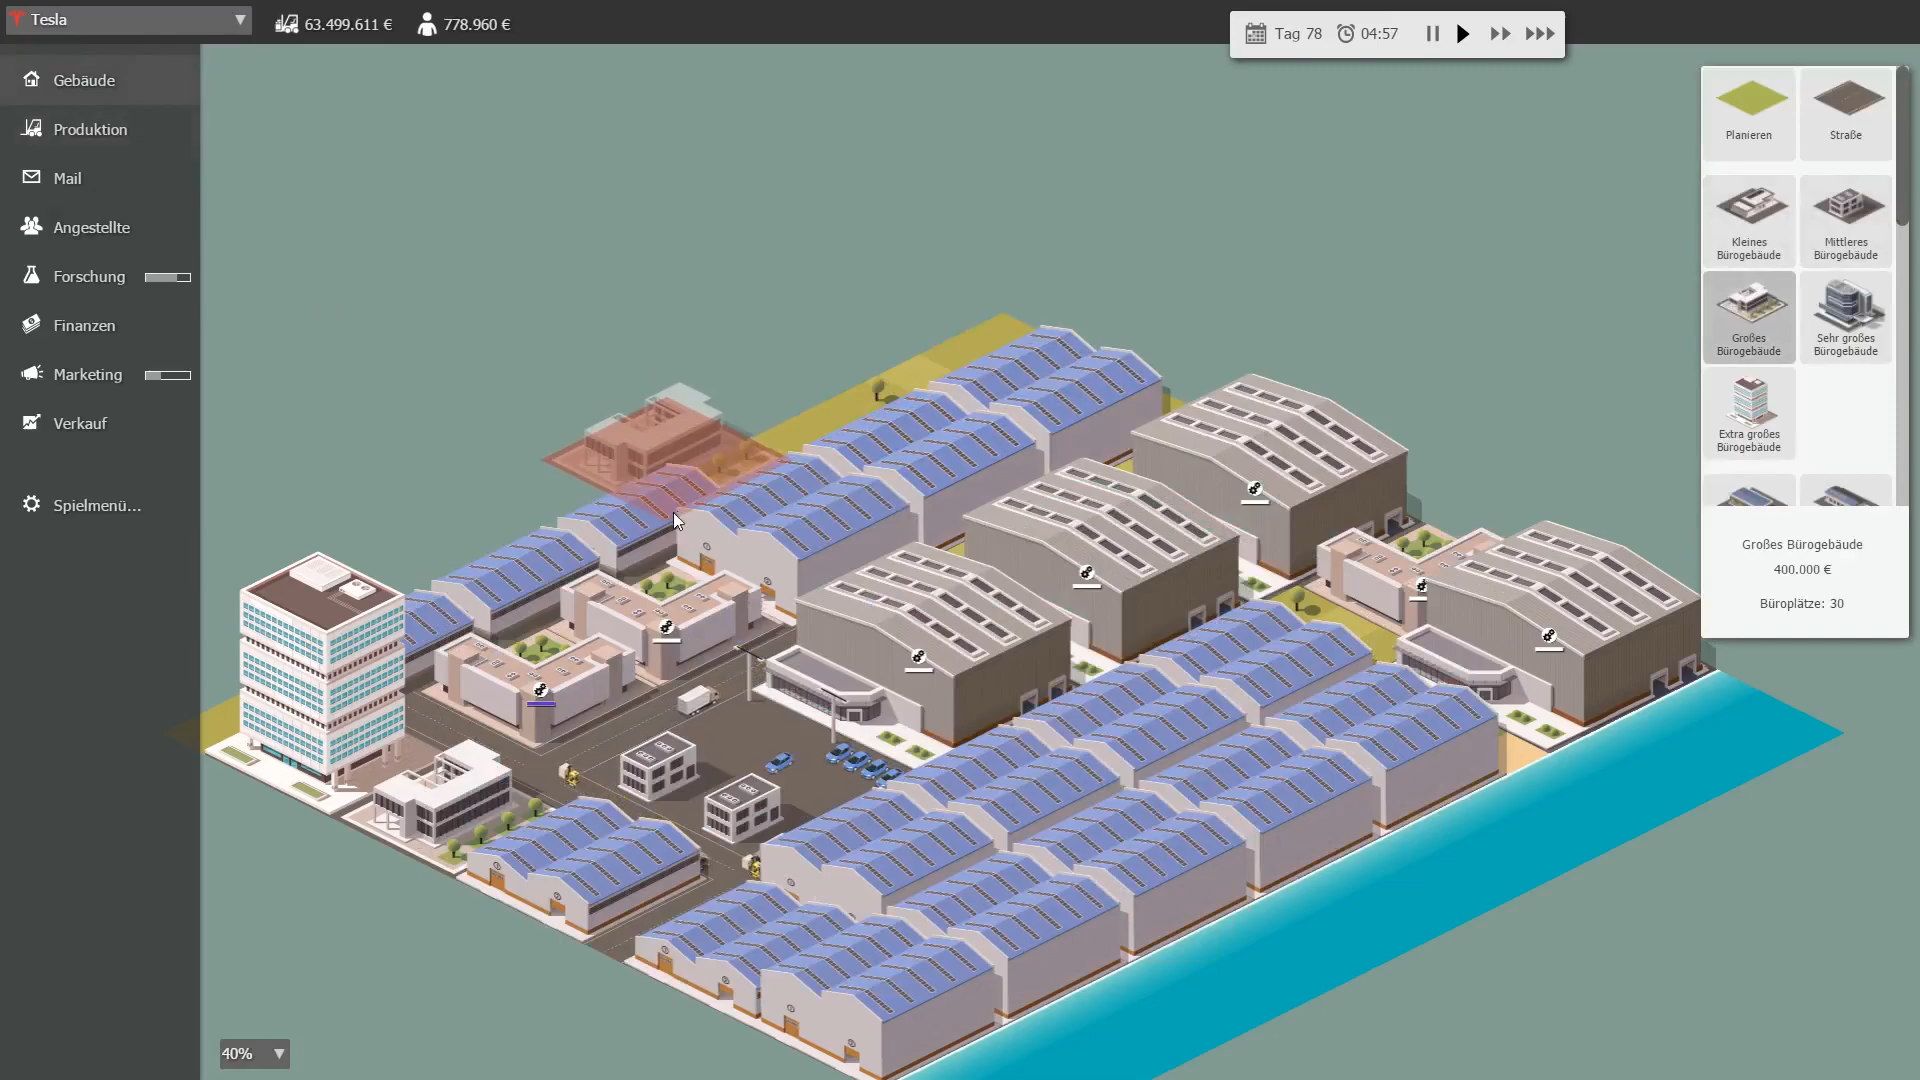 Tesla
63.499.611 €
778.960 €
Tag 78
04:57
Gebäude
Produktion
Mail
Angestellte
Forschung
Finanzen
Marketing
Verkauf
Spielmenü...
Planieren
Straße
Kleines
Bürogebäude
Mittleres
Bürogebäude
Großes
Bürogebäude
Sehr großes
Bürogebäude
Extra großes
Bürogebäude
Großes Bürogebäude
400.000 €
Büroplätze: 30
40%